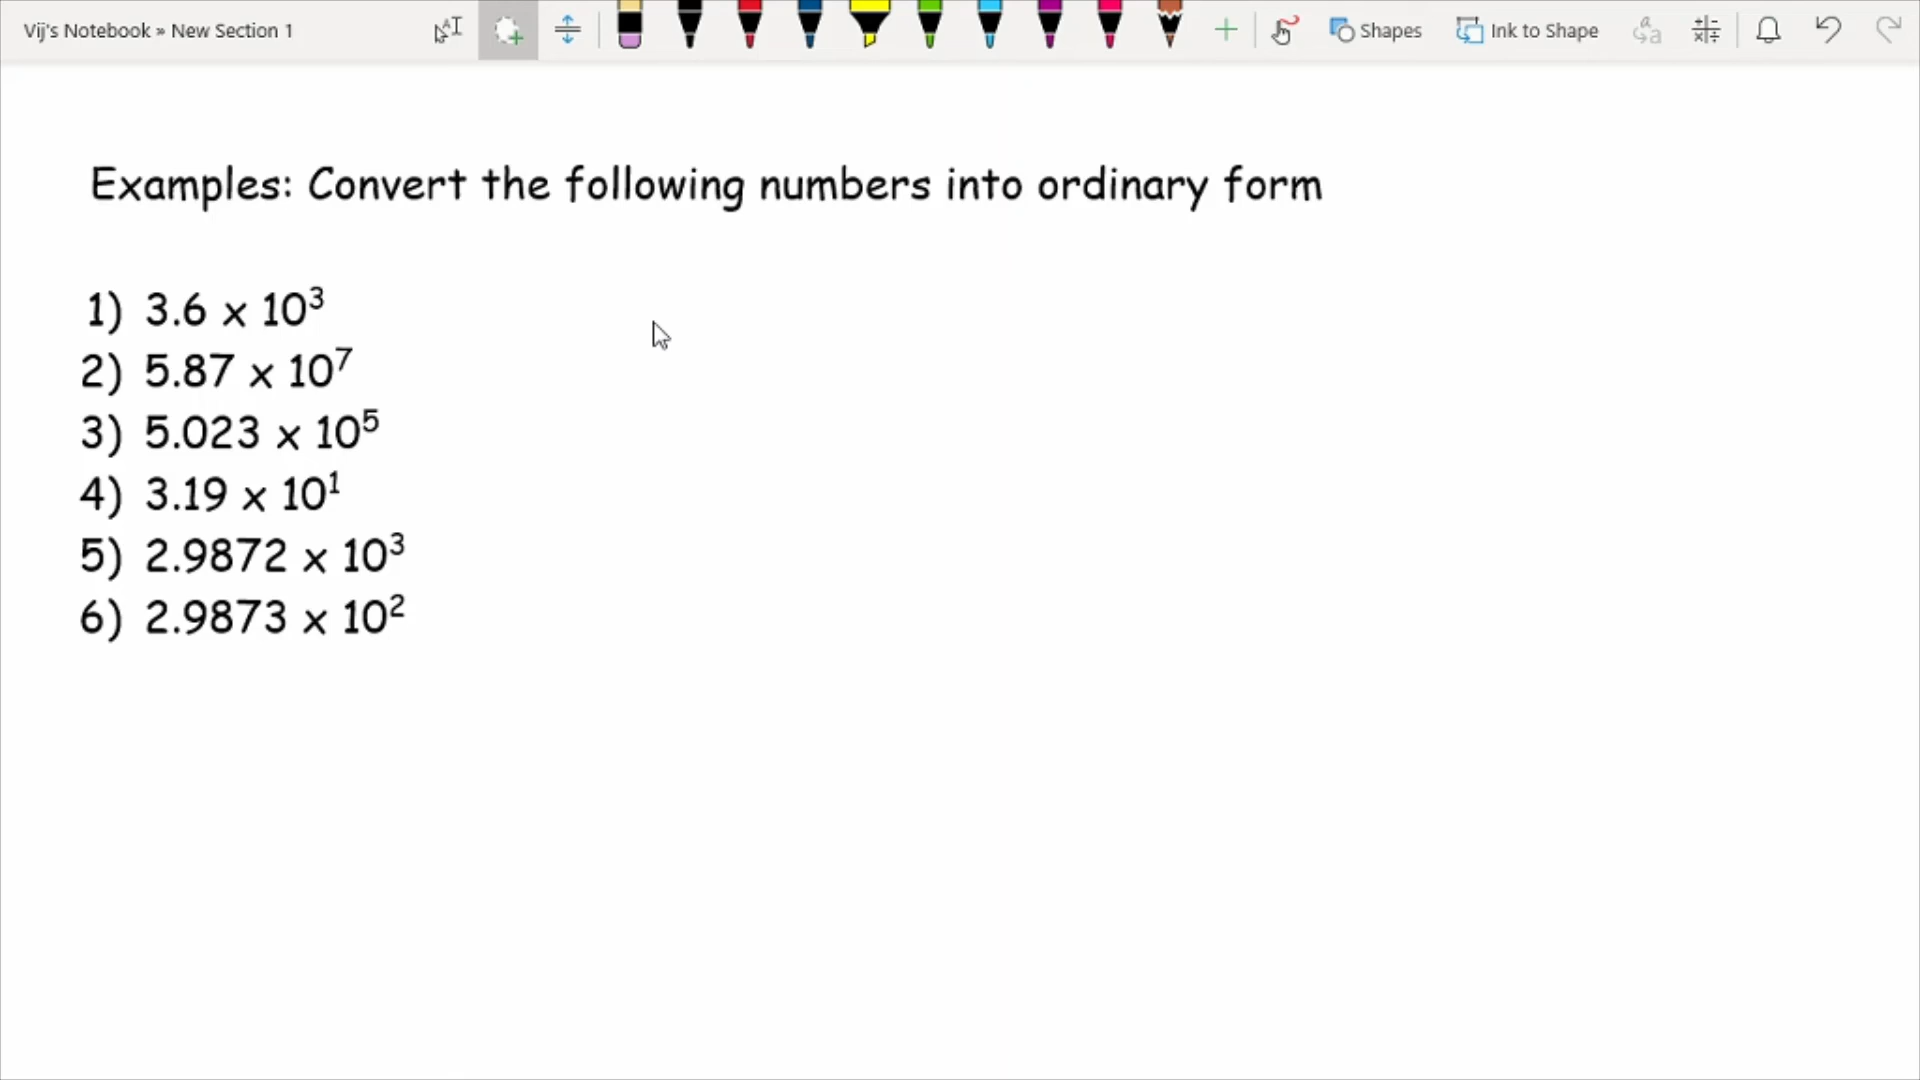 Vij's Notebook » New Section 1
Shapes
Ink to Shape
Examples: Convert the following numbers into ordinary form
1) 3.6 x 10³
2) 5.87 x 10⁷
3) 5.023 x 10⁵
4) 3.19 x 10¹
5) 2.9872 x 10³
6) 2.9873 x 10²